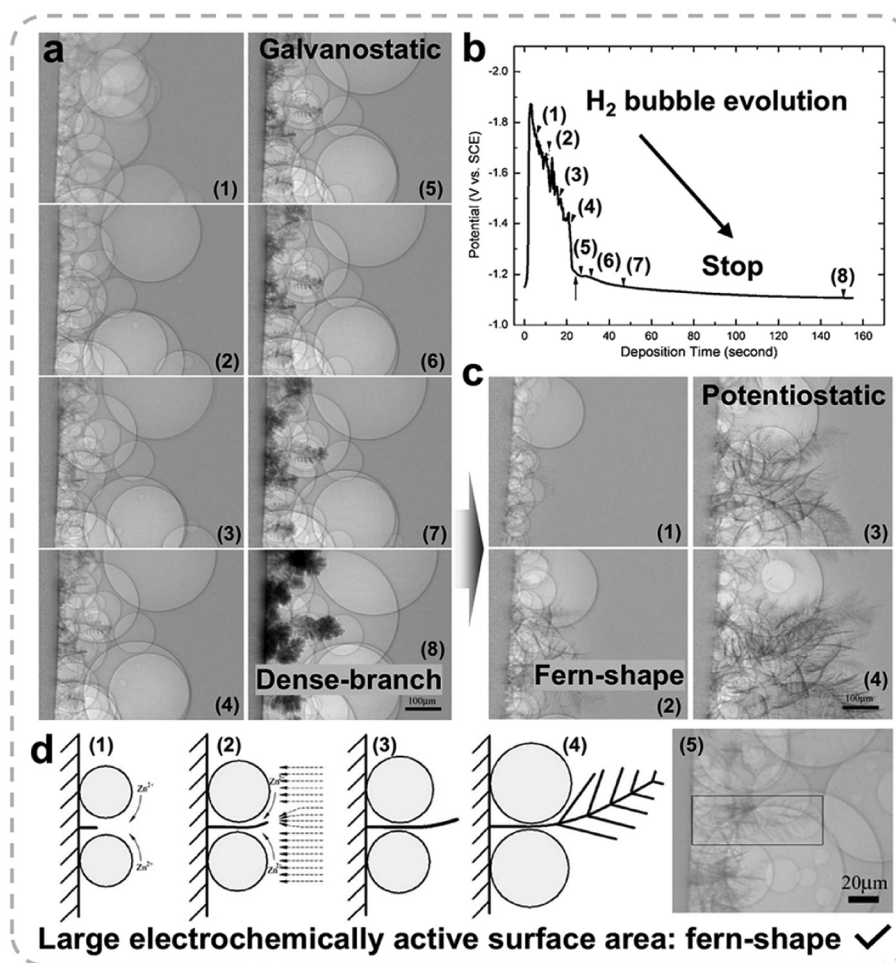 a
Galvanostatic
(1)
(5)
(2)
(6)
(3)
(7)
(4)
(8)
Dense-branch
100μm
b
-2.0
-1.8
-1.6
-1.4
-1.2
-1.0
Potential (V vs. SCE)
H2 bubble evolution
Stop
(1)
(2)
(3)
(4)
(5)
(6)
(7)
(8)
0
20
40
60
80
100
120
140
160
Deposition Time (second)
c
Potentiostatic
(1)
(3)
Fern-shape
(2)
(4)
100μm
d
(1)
(2)
(3)
(4)
(5)
Zn2+
Zn2+
Zn2+
Zn2+
20μm
Large electrochemically active surface area: fern-shape ✓